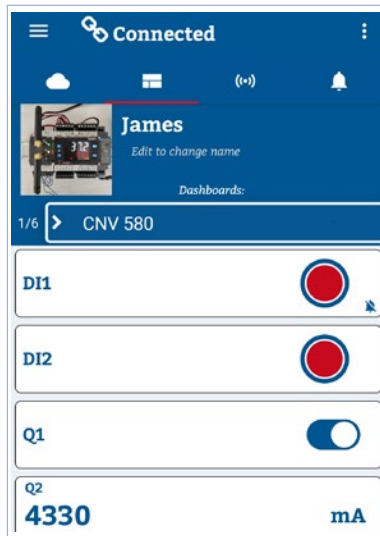 Connected
James
Edit to change name
Dashboards:
1/6 CNV 580
DI1
DI2
Q1
Q2
4330 mA